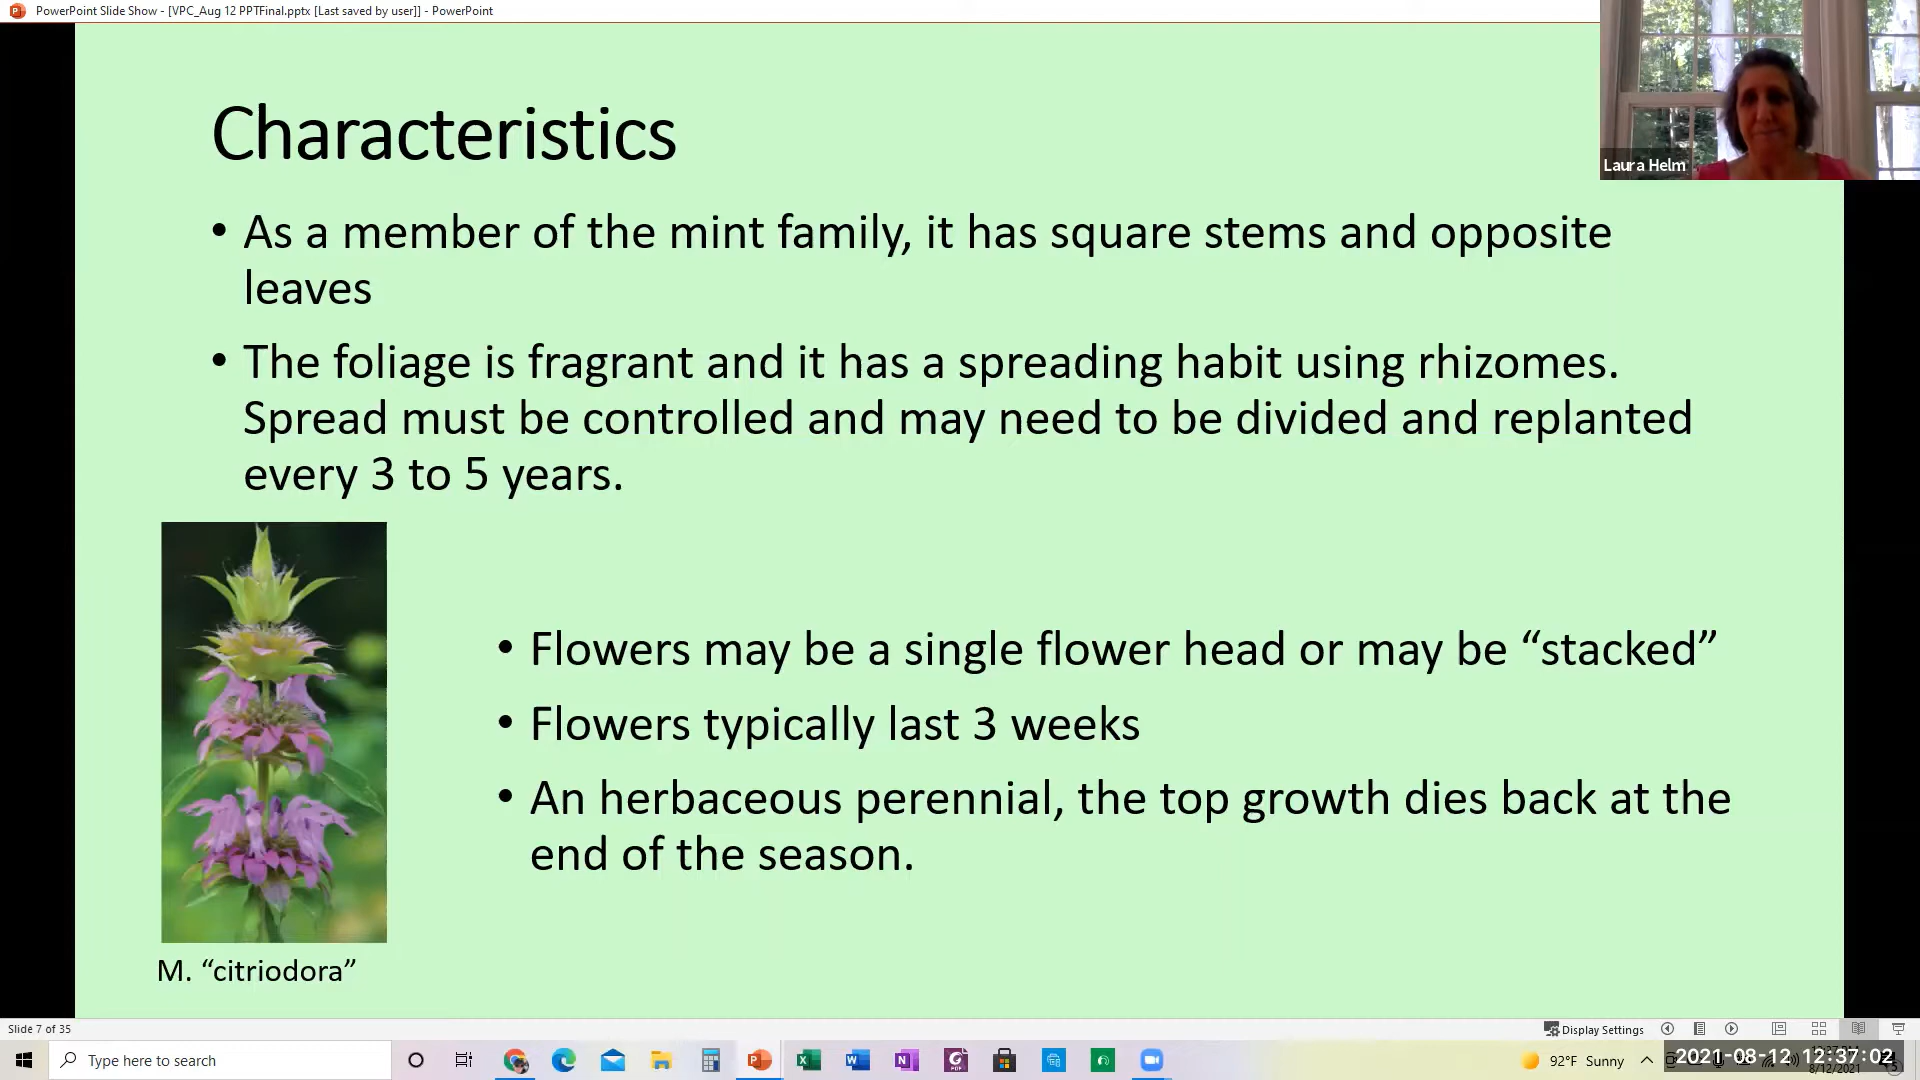 PowerPoint Slide Show - [VPC_Aug 12 PPTFinal.pptx [Last saved by user]] - PowerPoint
Laura Helm
Characteristics
• As a member of the mint family, it has square stems and opposite
leaves
• The foliage is fragrant and it has a spreading habit using rhizomes.
Spread must be controlled and may need to be divided and replanted
every 3 to 5 years.
• Flowers may be a single flower head or may be “stacked”
• Flowers typically last 3 weeks
• An herbaceous perennial, the top growth dies back at the
end of the season.
M. “citriodora”
Slide 7 of 35
Display Settings
Type here to search
92°F Sunny
2021-08-12 12:37:02
8/12/2021